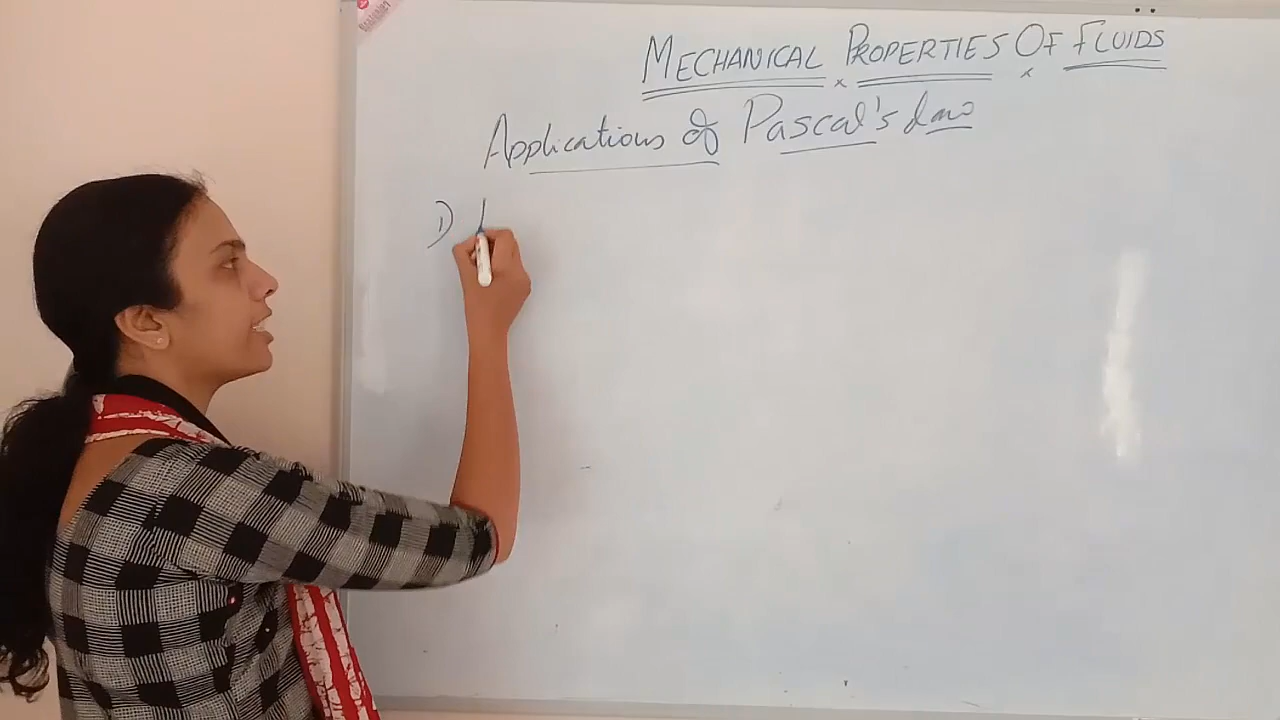 MECHANICAL PROPERTIES OF FLUIDS
Applications of Pascal's law
1)